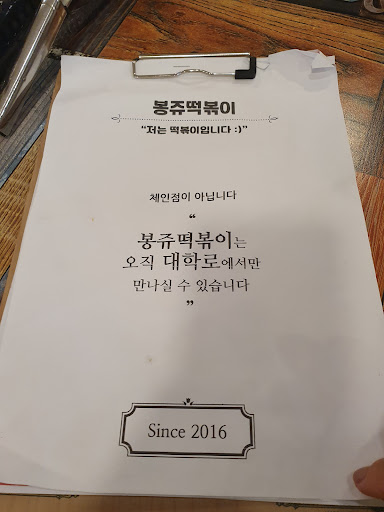 봉쥬떡볶이
"저는 떡볶이입니다 :)"
체인점이 아닙니다
“
봉쥬떡볶이는
오직 대학로에서만
만나실 수 있습니다
”
Since 2016